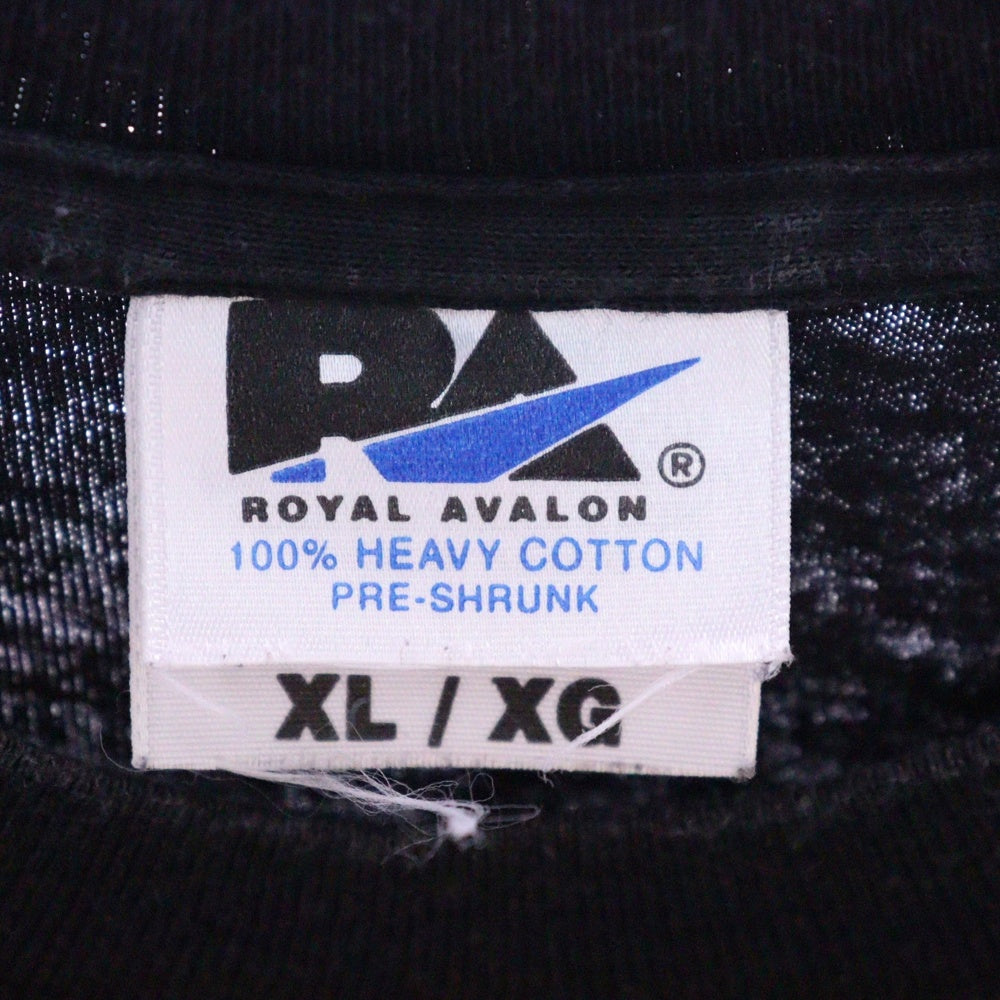 RA ®
ROYAL AVALON
100% HEAVY COTTON
PRE-SHRUNK
XL / XG